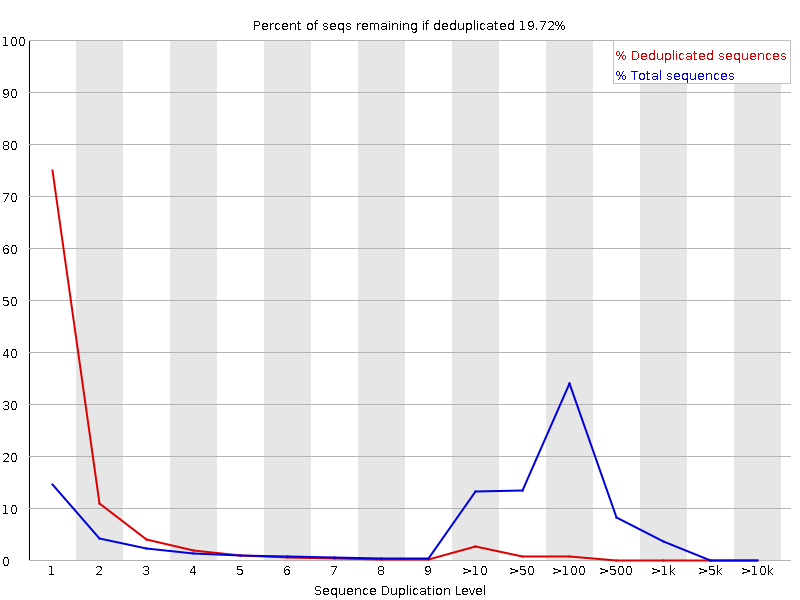 Percent of seqs remaining if deduplicated 19.72%
% Deduplicated sequences
% Total sequences
100
90
80
70
60
50
40
30
20
10
0
1 2 3 4 5 6 7 8 9 >10 >50 >100 >500 >1k >5k >10k
Sequence Duplication Level